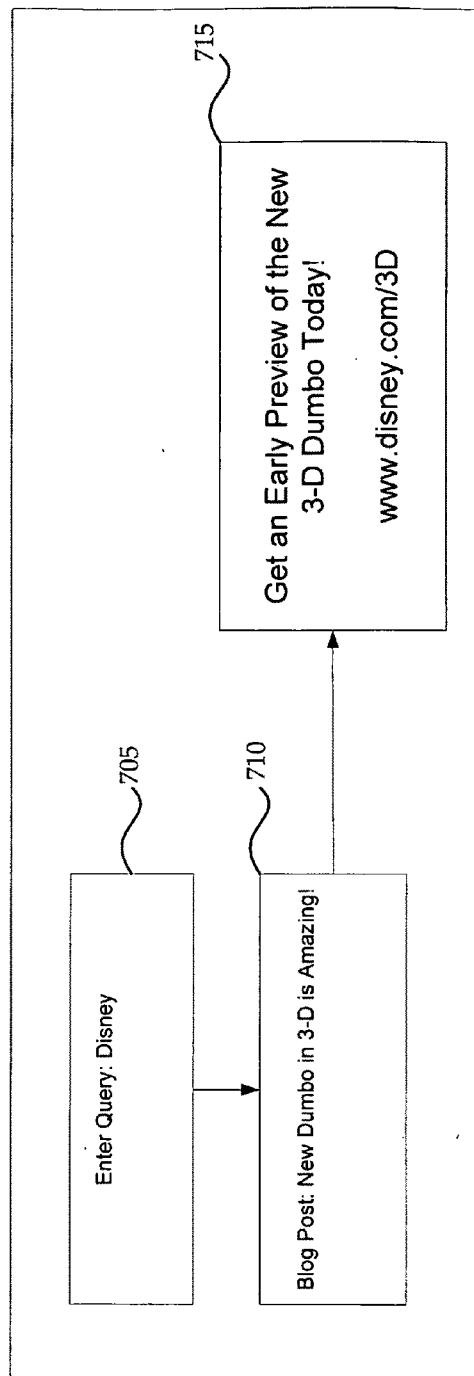 Enter Query: Disney
705
Blog Post: New Dumbo in 3-D is Amazing!
710
Get an Early Preview of the New
3-D Dumbo Today!
www.disney.com/3D
715